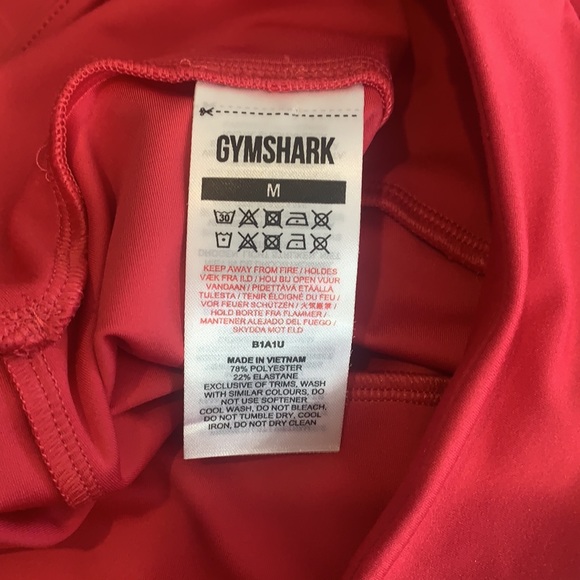 GYMSHARK
M
30
KEEP AWAY FROM FIRE / HOLDES
VÆK FRA ILD / HOU BIJ OPEN VUUR
VANDAAN / PIDETTÄVÄ ETÄÄLLÄ
TULESTA / TENIR ÉLOIGNÉ DU FEU
/ VOR FEUER SCHÜTZEN / 火気厳禁 /
HOLD BORTE FRA FLAMMER /
MANTENER ALEJADO DEL FUEGO /
SKYDDA MOT ELD
B1A1U
MADE IN VIETNAM
78% POLYESTER
22% ELASTANE
EXCLUSIVE OF TRIMS, WASH
WITH SIMILAR COLOURS, DO
NOT USE SOFTENER
COOL WASH, DO NOT BLEACH,
DO NOT TUMBLE DRY, COOL
IRON, DO NOT DRY CLEAN